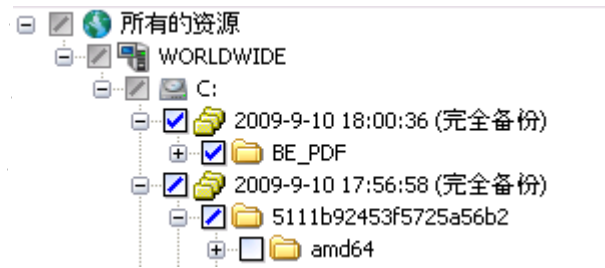 所有的资源
WORLDWIDE
C:
2009-9-10 18:00:36 (完全备份)
BE_PDF
2009-9-10 17:56:58 (完全备份)
5111b92453f5725a56b2
amd64